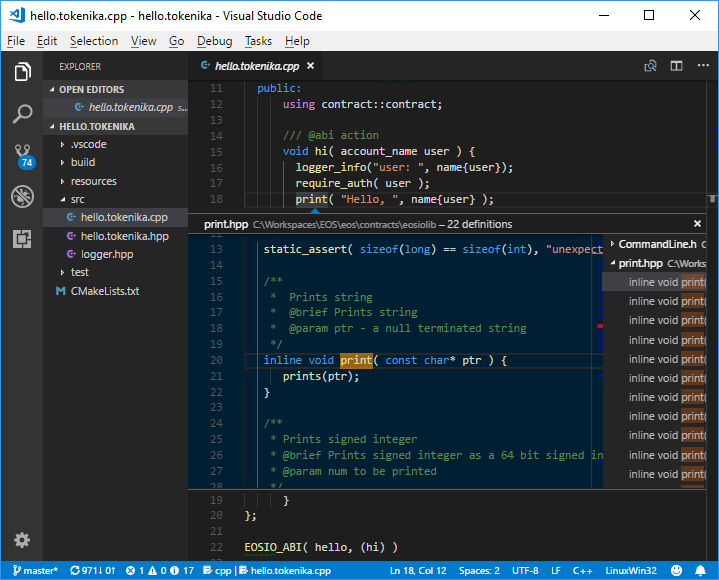 hello.tokenika.cpp - hello.tokenika - Visual Studio Code
File Edit Selection View Go Debug Tasks Help
EXPLORER
OPEN EDITORS
hello.tokenika.cpp s...
HELLO.TOKENIKA
.vscode
build
resources
src
hello.tokenika.cpp
hello.tokenika.hpp
logger.hpp
test
CMakeLists.txt
74
hello.tokenika.cpp
11 public:
12 using contract::contract;
13
14 /// @abi action
15 void hi( account_name user ) {
16 logger_info("user: ", name{user});
17 require_auth( user );
18 print( "Hello, ", name{user} );
print.hpp C:\Workspaces\EOS\eos\contracts\eosiolib – 22 definitions
12
13 static_assert( sizeof(long) == sizeof(int), "unexpect
14
15 /**
16 * Prints string
17 * @brief Prints string
18 * @param ptr - a null terminated string
19 */
20 inline void print( const char* ptr ) {
21 prints(ptr);
22 }
23
24 /**
25 * Prints signed integer
26 * @brief Prints signed integer as a 64 bit signed in
27 * @param num to be printed
28 */
CommandLine.h C
print.hpp C:\Works
inline void print(
inline void print(
inline void print(
inline void print(
inline void print(
inline void print(
inline void print(
inline void print(
inline void print(
inline void print(
inline void print(
19 }
20 };
21
22 EOSIO_ABI( hello, (hi) )
master* 971↓ 0↑ 1 0 17 cpp | hello.tokenika.cpp Ln 18, Col 12 Spaces: 2 UTF-8 LF C++ LinuxWin32